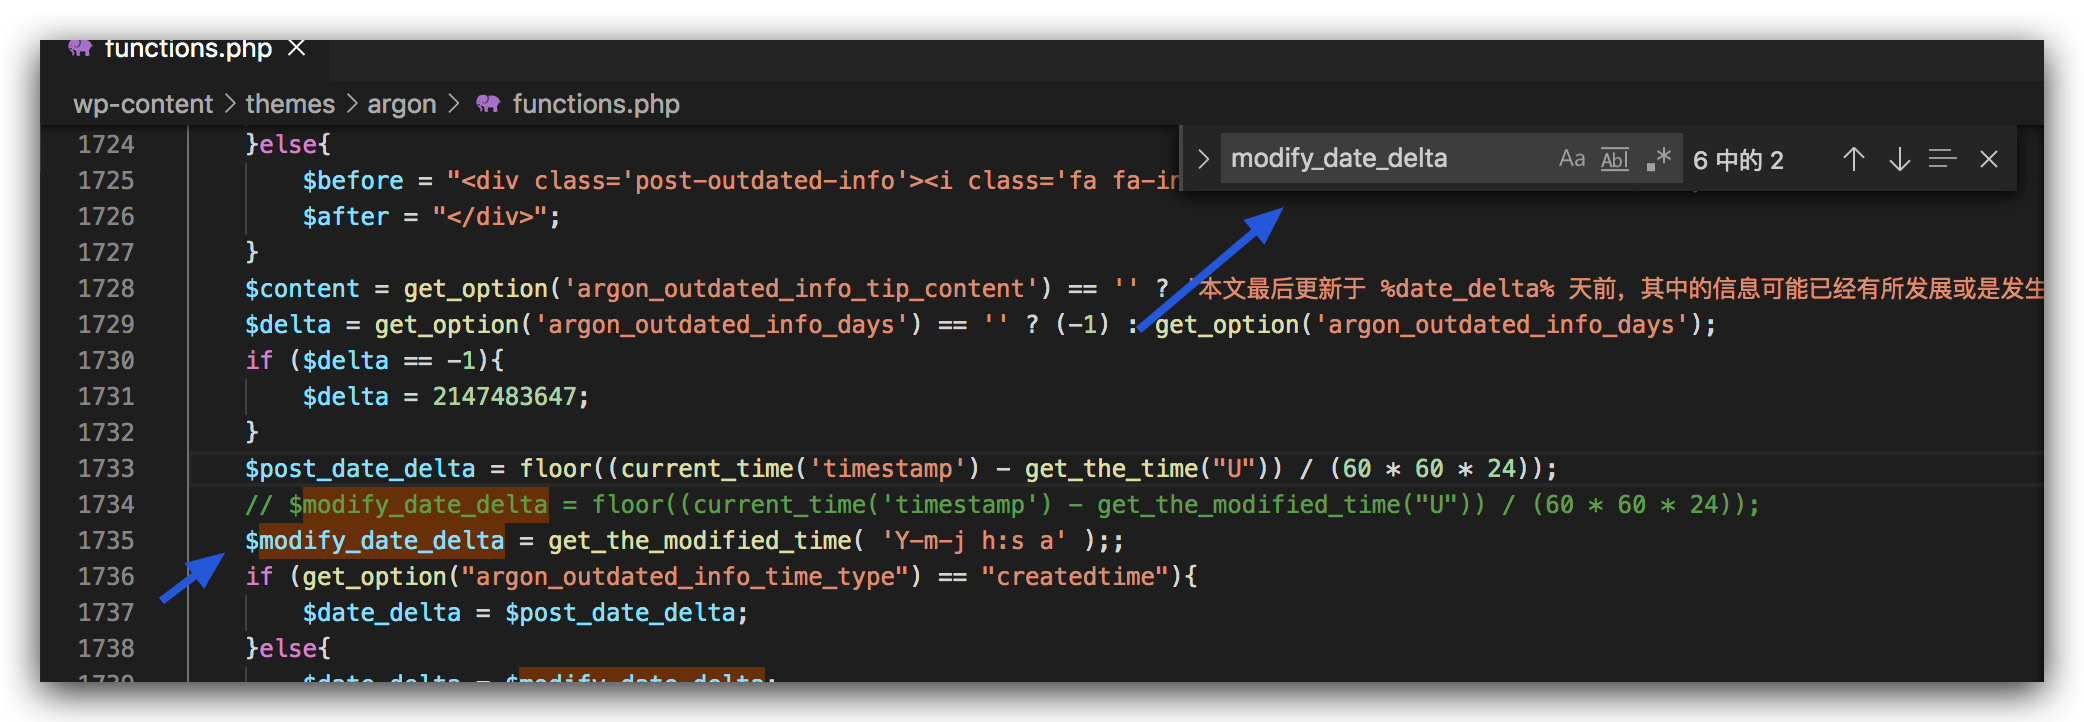 functions.php
wp-content > themes > argon > functions.php
modify_date_delta Aa Abl .* 6 中的 2
1724 }else{
1725 $before = "<div class='post-outdated-info'><i class='fa fa-in
1726 $after = "</div>";
1727 }
1728 $content = get_option('argon_outdated_info_tip_content') == '' ? '本文最后更新于 %date_delta% 天前，其中的信息可能已经有所发展或是发生
1729 $delta = get_option('argon_outdated_info_days') == '' ? (-1) : get_option('argon_outdated_info_days');
1730 if ($delta == -1){
1731 $delta = 2147483647;
1732 }
1733 $post_date_delta = floor((current_time('timestamp') - get_the_time("U")) / (60 * 60 * 24));
1734 // $modify_date_delta = floor((current_time('timestamp') - get_the_modified_time("U")) / (60 * 60 * 24));
1735 $modify_date_delta = get_the_modified_time( 'Y-m-j h:s a' );;
1736 if (get_option("argon_outdated_info_time_type") == "createdtime"){
1737 $date_delta = $post_date_delta;
1738 }else{
1739 $date_delta = $modify_date_delta;